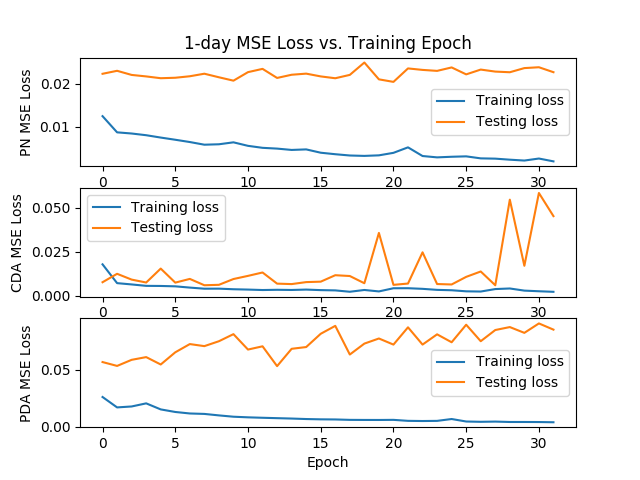 1-day MSE Loss vs. Training Epoch
PN MSE Loss
0.02
0.01
Training loss
Testing loss
0 5 10 15 20 25 30
CDA MSE Loss
0.050
0.025
0.000
Training loss
Testing loss
0 5 10 15 20 25 30
PDA MSE Loss
0.05
0.00
Training loss
Testing loss
0 5 10 15 20 25 30
Epoch